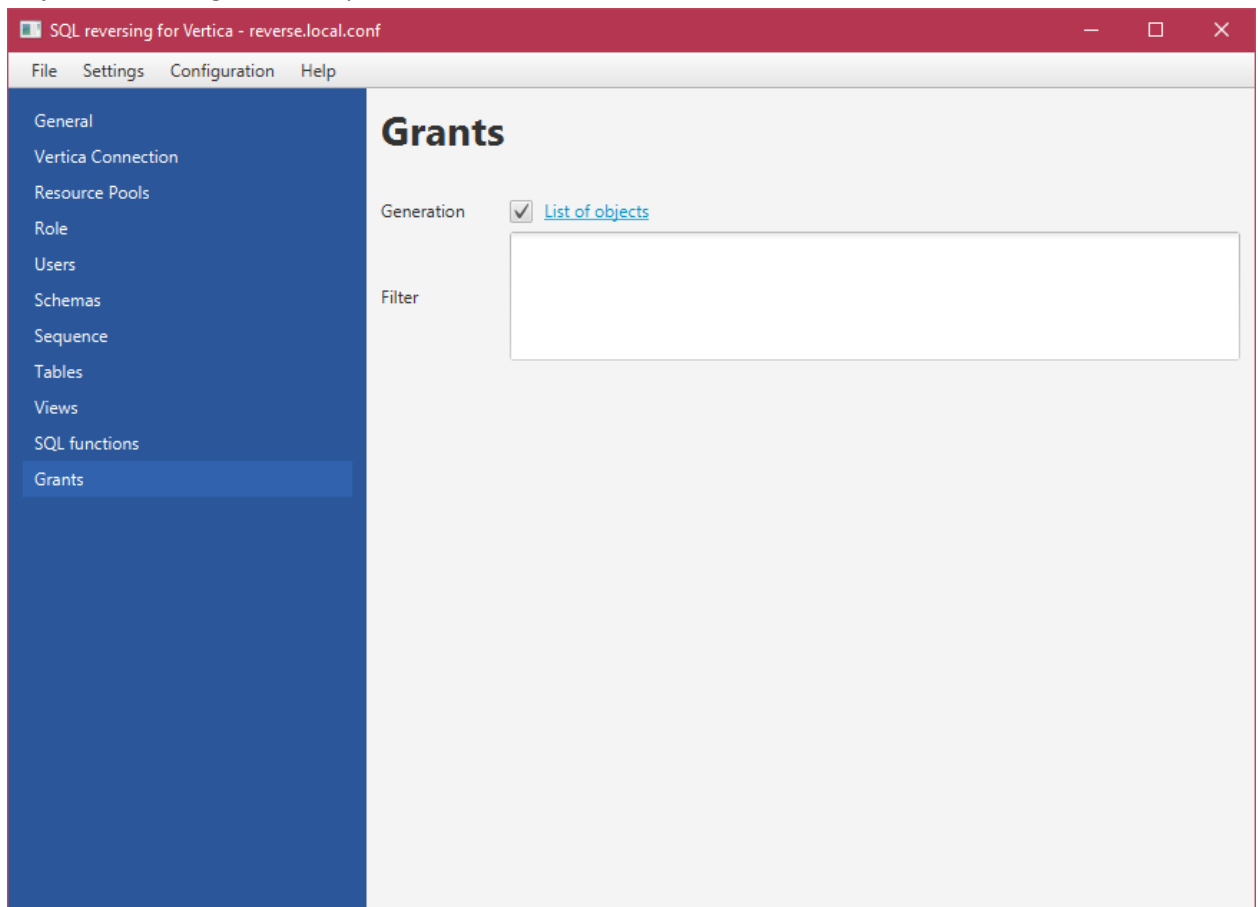 SQL reversing for Vertica - reverse.local.conf
File Settings Configuration Help
General
Vertica Connection
Resource Pools
Role
Users
Schemas
Sequence
Tables
Views
SQL functions
Grants
Grants
Generation List of objects
Filter